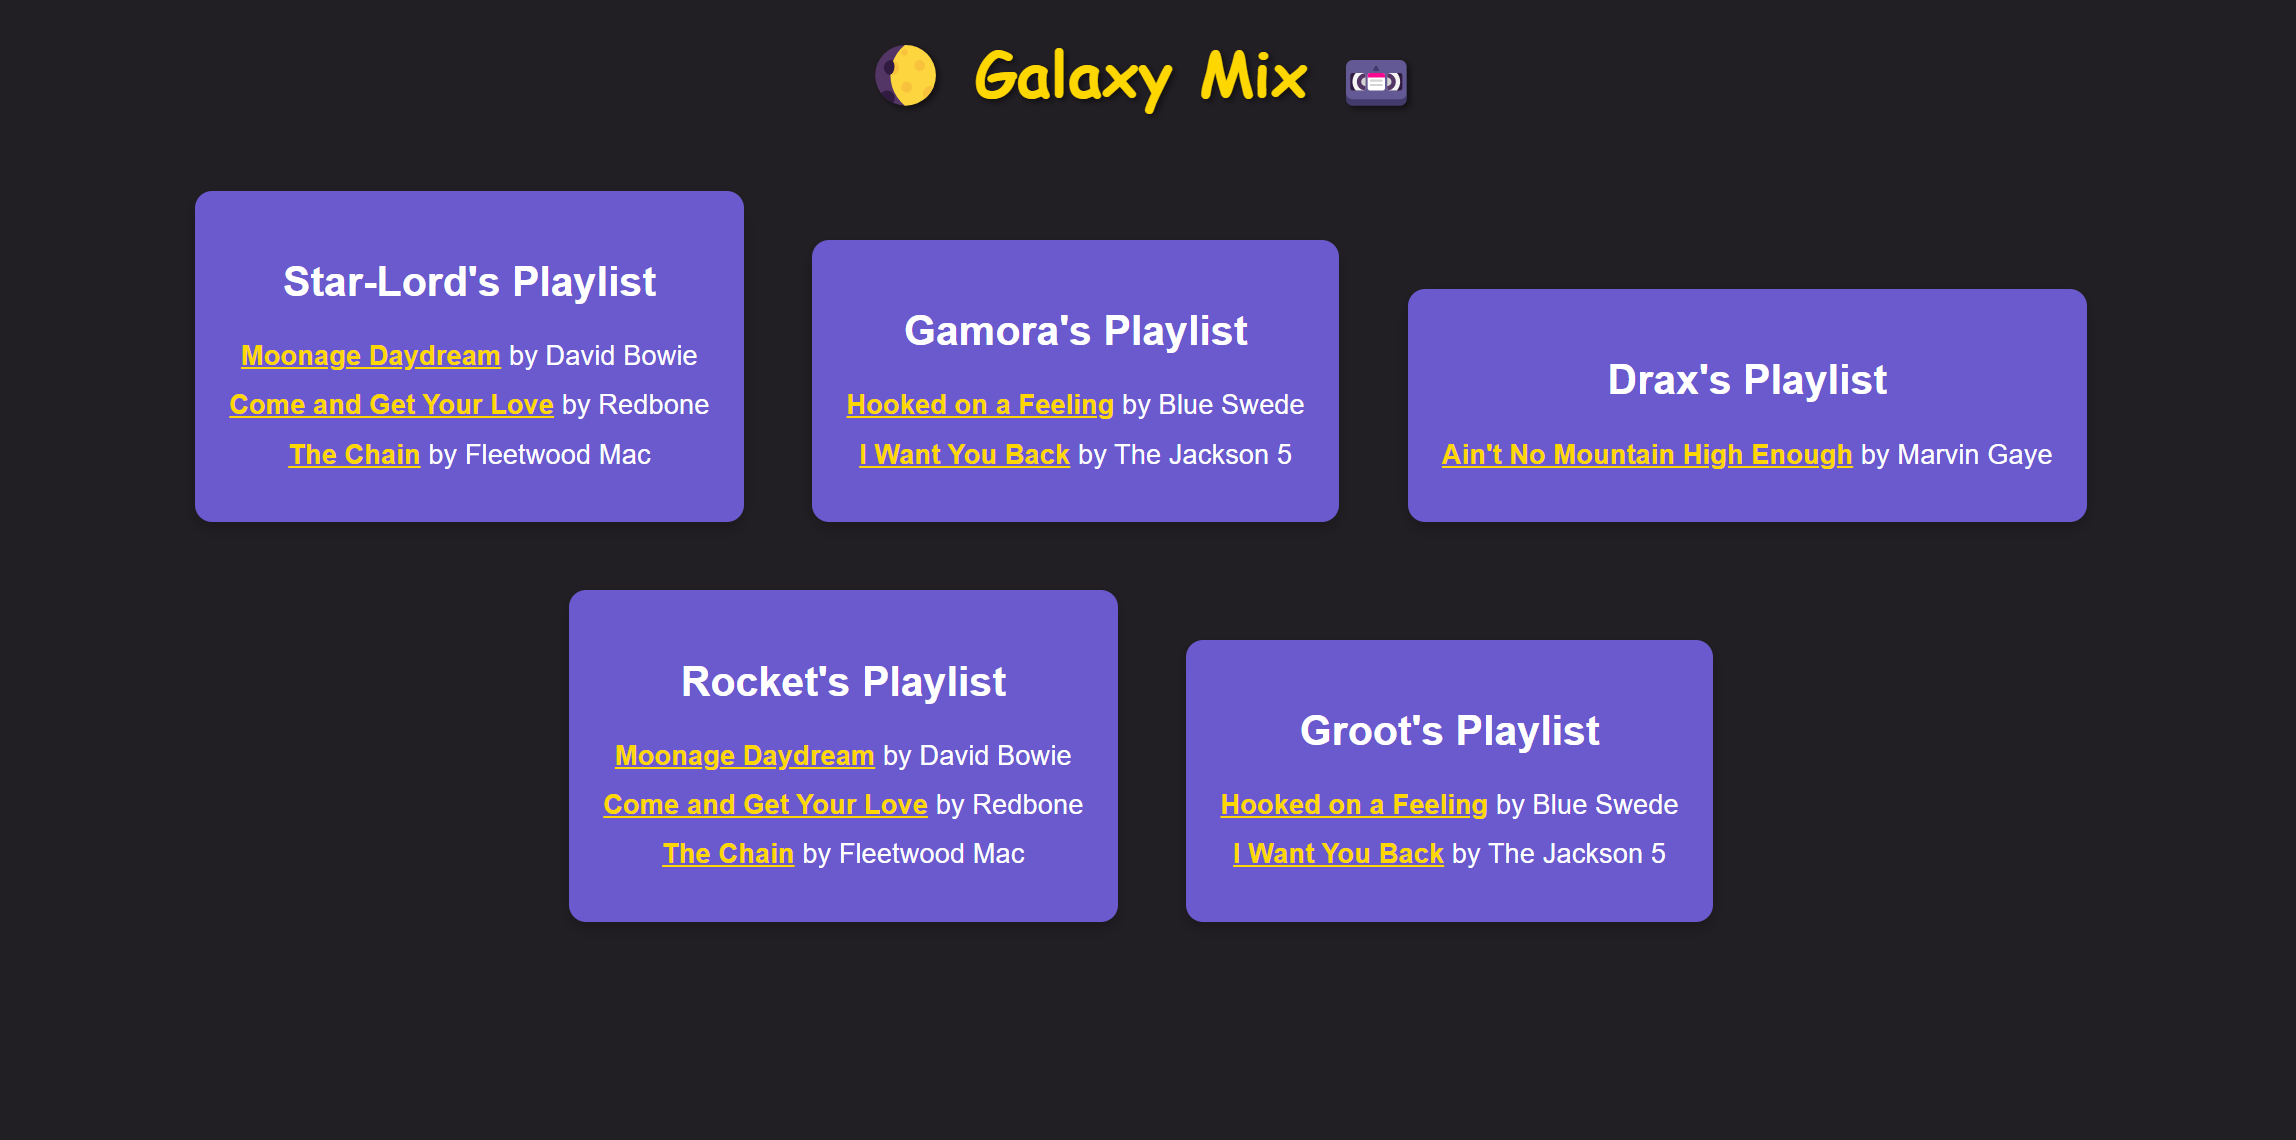 Galaxy Mix
Star-Lord's Playlist
Moonage Daydream by David Bowie
Come and Get Your Love by Redbone
The Chain by Fleetwood Mac
Gamora's Playlist
Hooked on a Feeling by Blue Swede
I Want You Back by The Jackson 5
Drax's Playlist
Ain't No Mountain High Enough by Marvin Gaye
Rocket's Playlist
Moonage Daydream by David Bowie
Come and Get Your Love by Redbone
The Chain by Fleetwood Mac
Groot's Playlist
Hooked on a Feeling by Blue Swede
I Want You Back by The Jackson 5